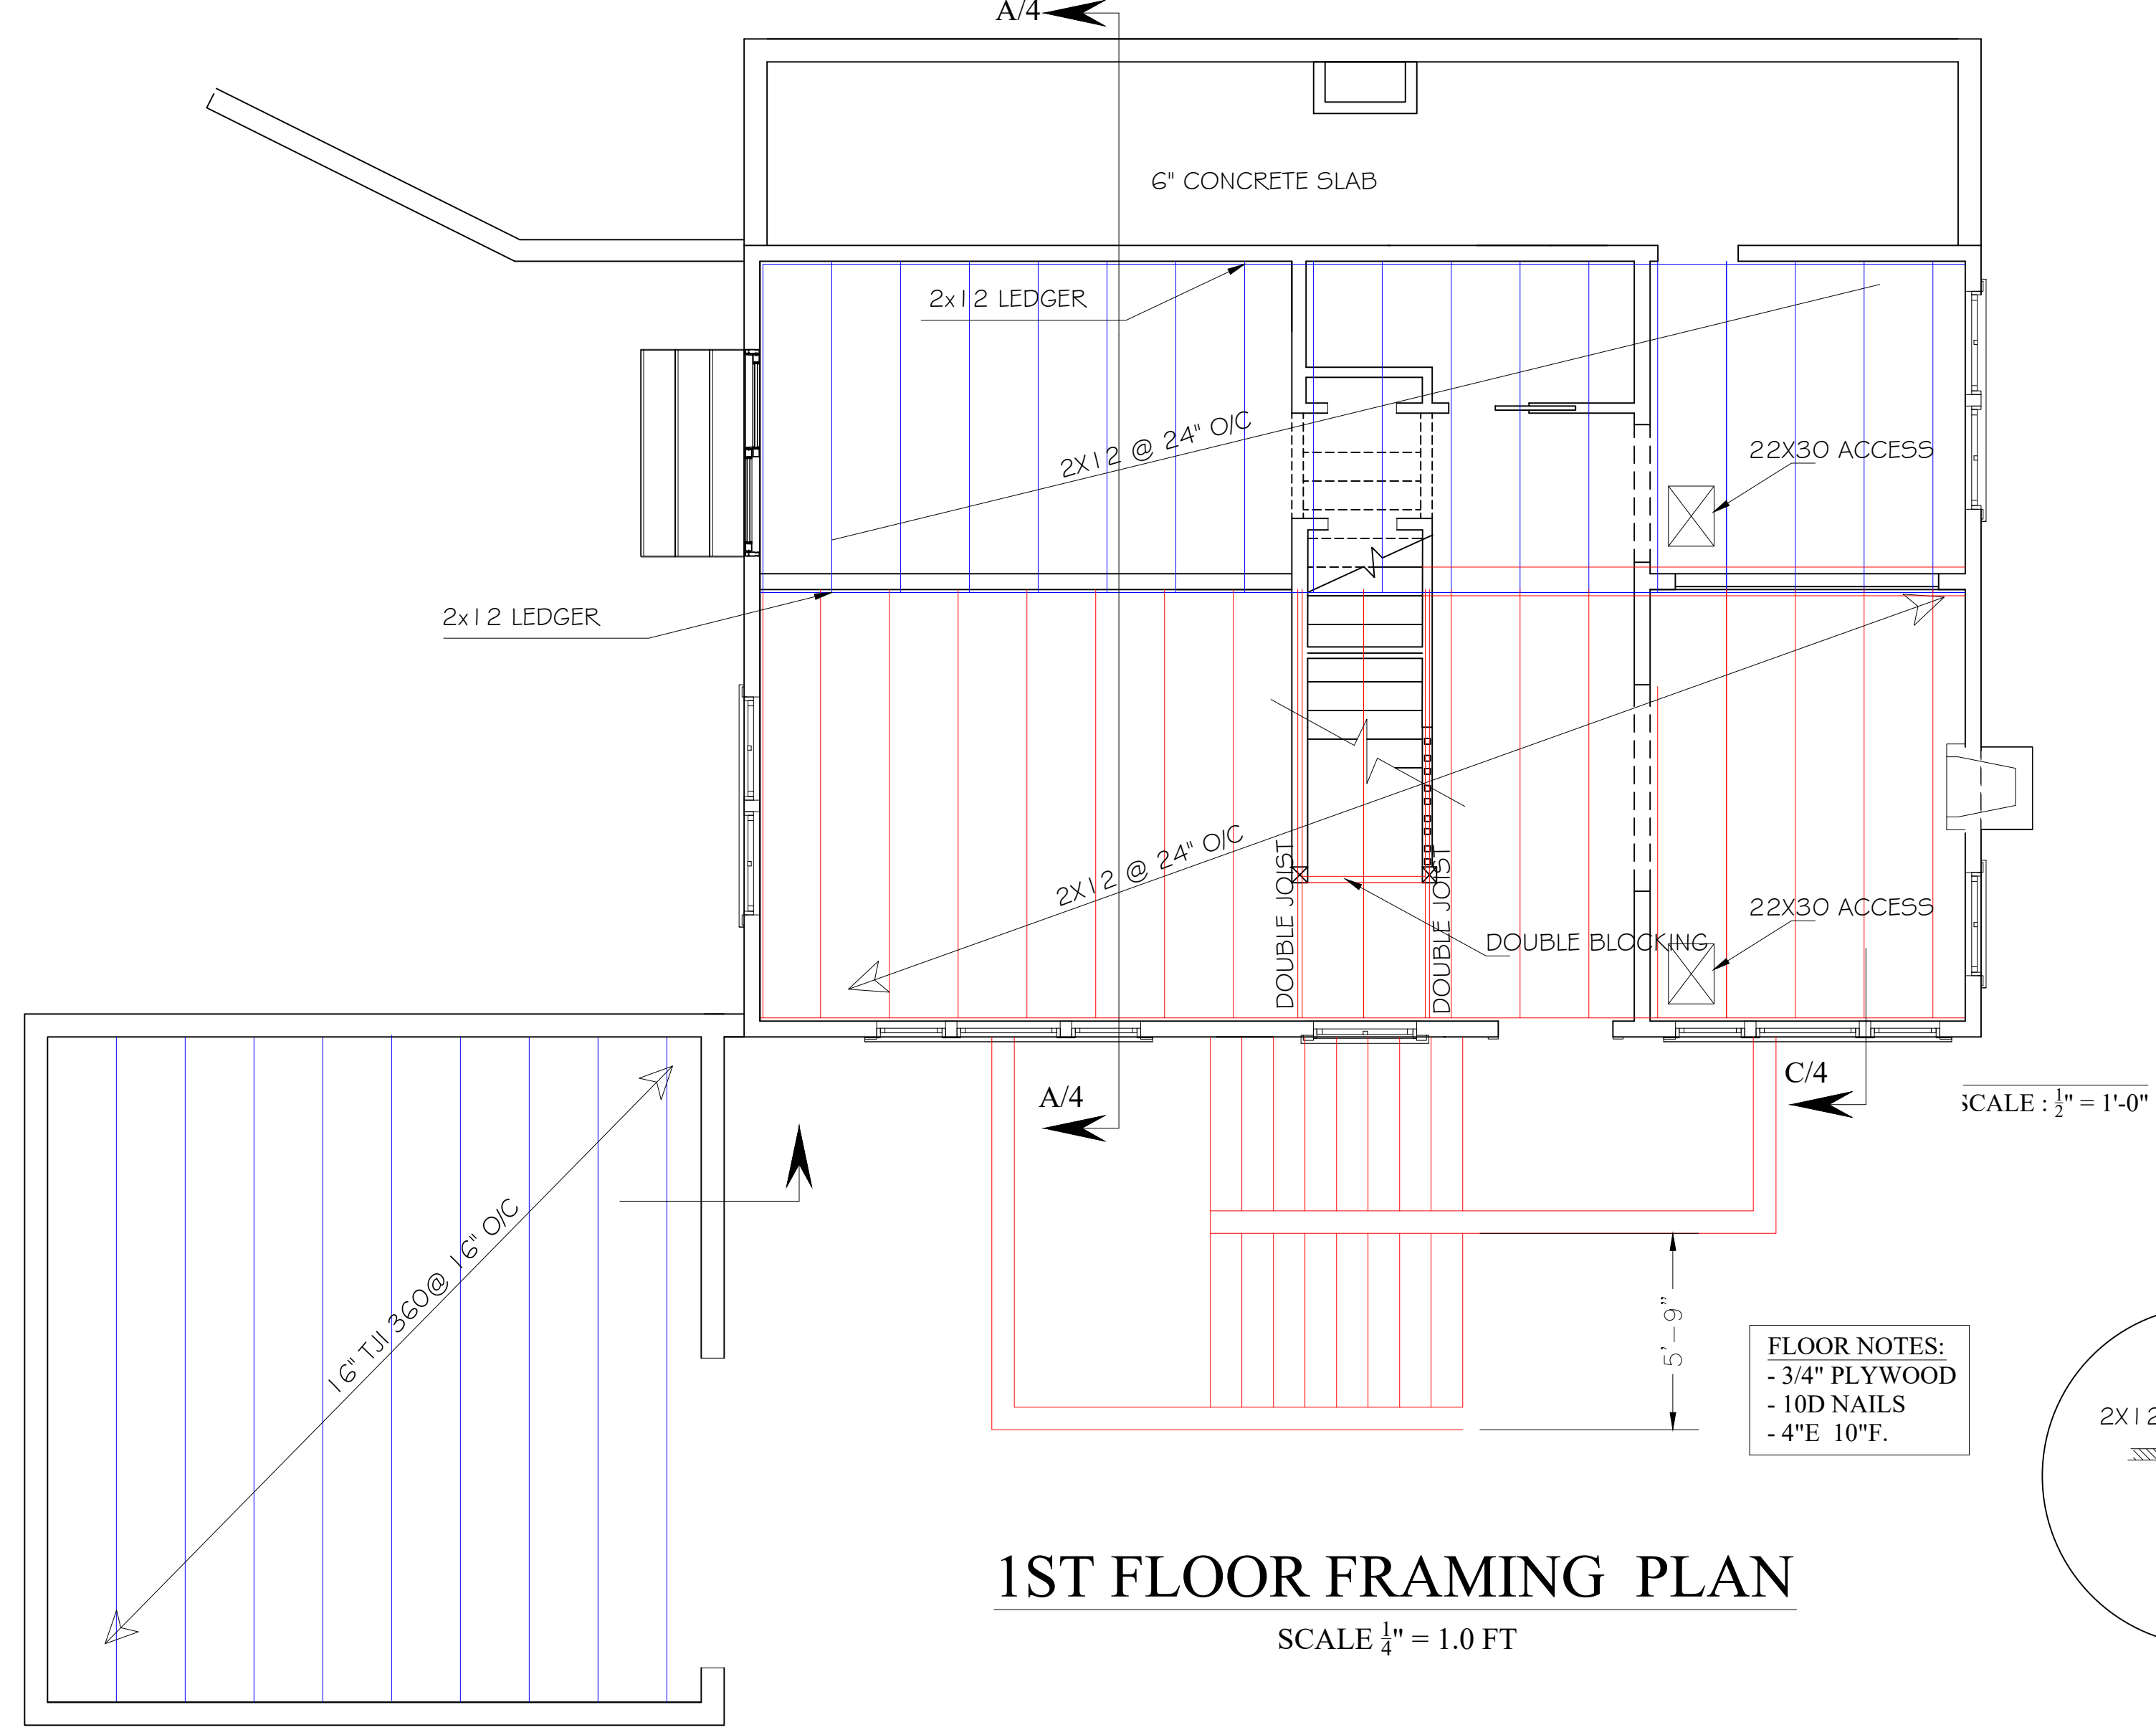 A/4
6" CONCRETE SLAB
2x12 LEDGER
2X12 @ 24" O/C
22X30 ACCESS
2x12 LEDGER
2X12 @ 24" O/C
DOUBLE JOIST
DOUBLE JOIST
22X30 ACCESS
DOUBLE BLOCKING
A/4
C/4
SCALE : 1/2" = 1'-0"
16" TJI 360@ 16" O/C
5'-9"
FLOOR NOTES:
- 3/4" PLYWOOD
- 10D NAILS
- 4"E 10"F.
2X12
1ST FLOOR FRAMING PLAN
SCALE 1/4" = 1.0 FT